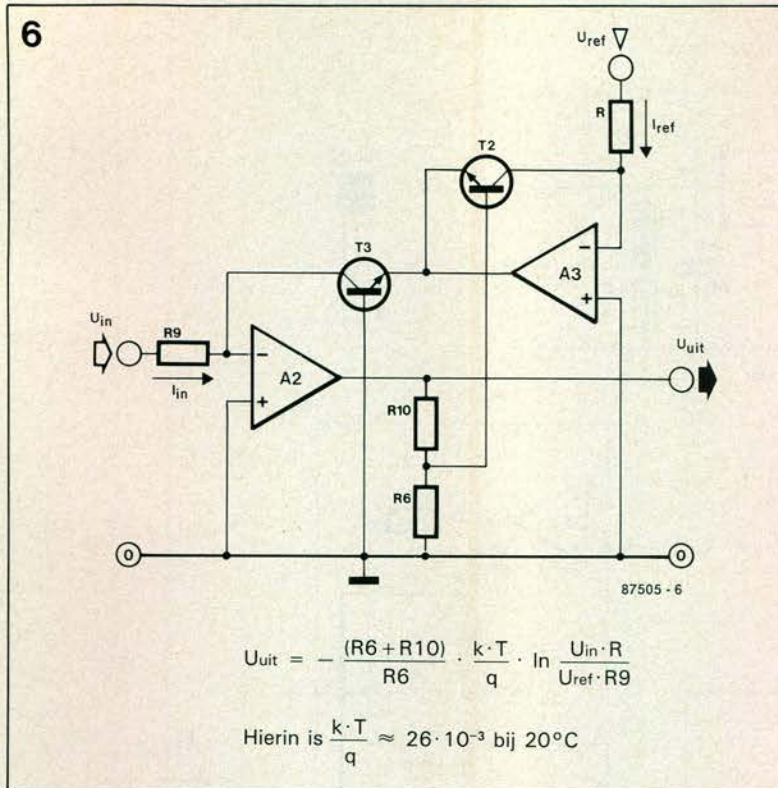 6
Uref
R
Iref
T2
T3
A3
Uin
R9
Iin
A2
Uuit
R10
R6
0
0
87505 - 6
Uuit = - (R6 + R10) / R6 · k · T / q · ln Uin · R / Uref · R9
Hierin is k · T / q ≈ 26 · 10⁻³ bij 20°C